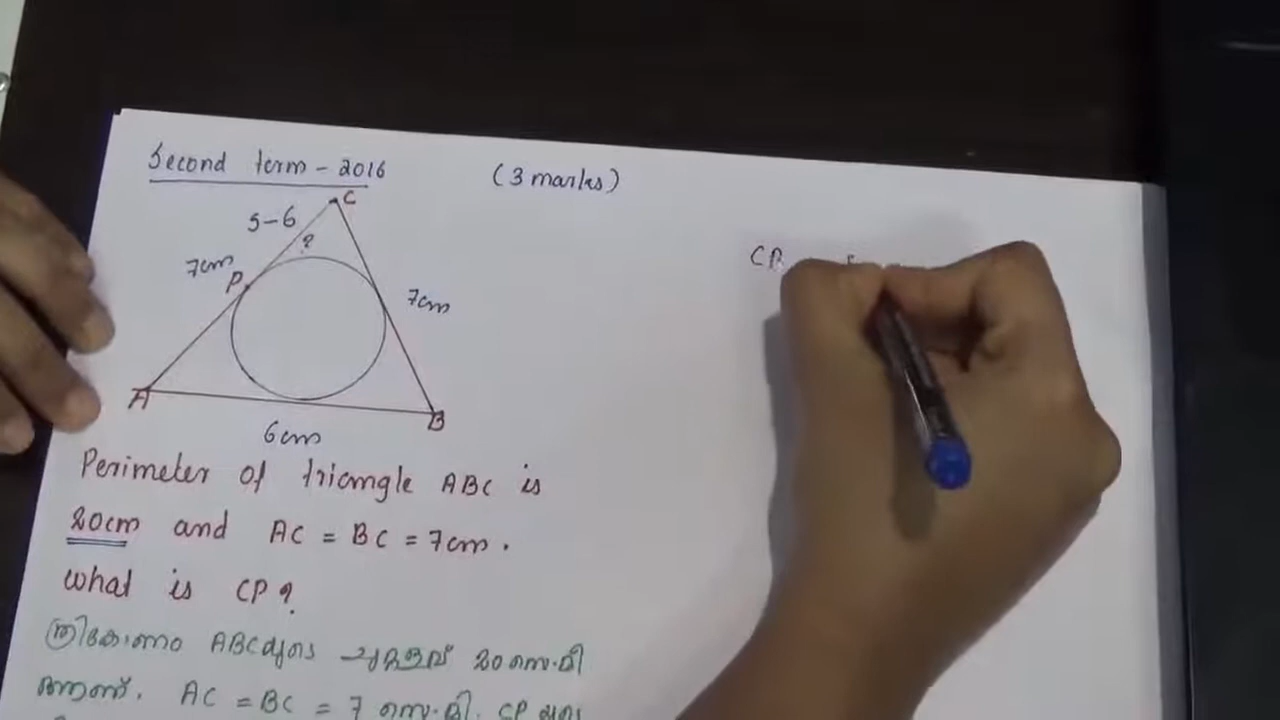 Second term - 2016
(3 marks)
C
5-6
?
7cm
P
7cm
A
B
6cm
CP
Perimeter of triangle ABC is
20cm and AC = BC = 7cm.
What is CP?
ത്രികോണം ABCയുടെ ചുറ്റളവ് 20 സെ.മീ
ആണ്. AC = BC = 7 സെ.മീ. CP യുടെ